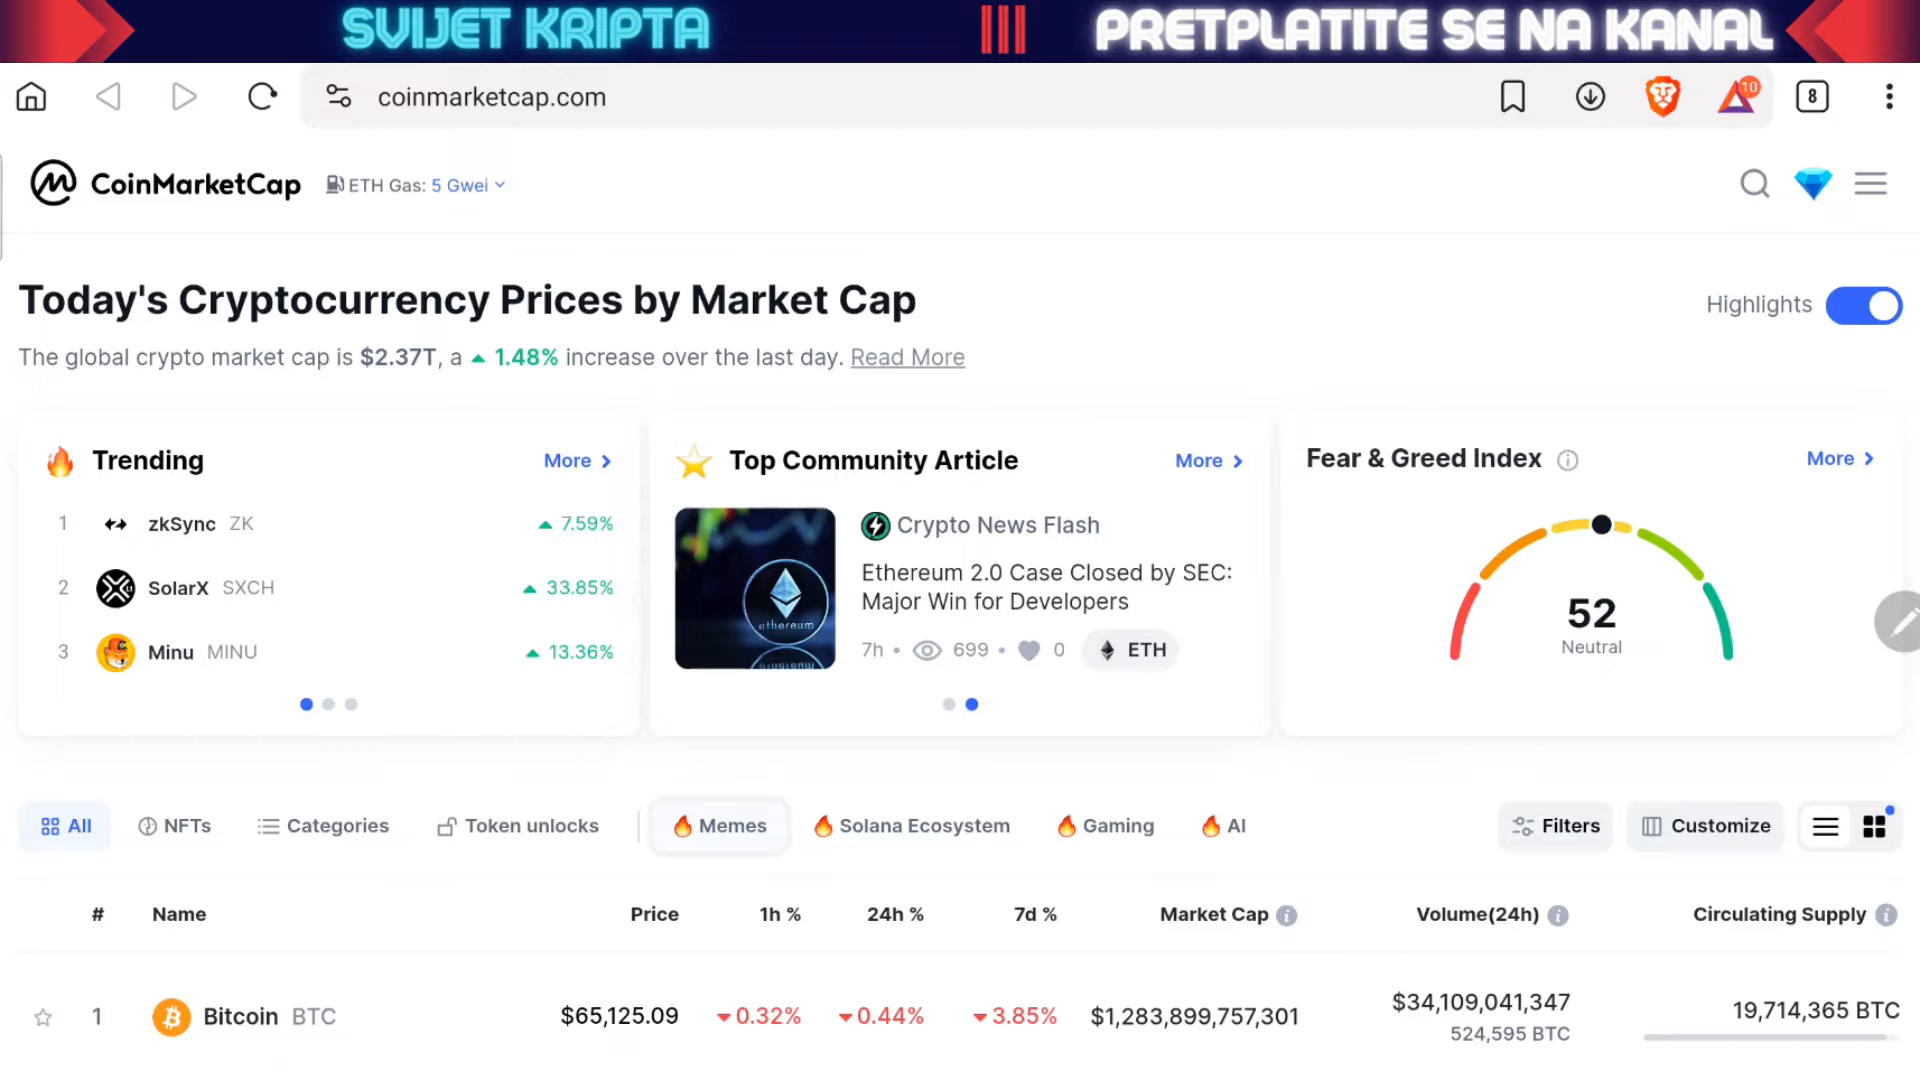 SVIJET KRIPTA ||| PRETPLATITE SE NA KANAL
coinmarketcap.com
10
8
CoinMarketCap
ETH Gas: 5 Gwei
Today's Cryptocurrency Prices by Market Cap
Highlights
The global crypto market cap is $2.37T, a 1.48% increase over the last day. Read More
Trending
More
1 zkSync ZK 7.59%
2 SolarX SXCH 33.85%
3 Minu MINU 13.36%
Top Community Article
More
ethereum
Crypto News Flash
Ethereum 2.0 Case Closed by SEC:
Major Win for Developers
7h • 699 • 0 ETH
Fear & Greed Index
More
52
Neutral
All NFTs Categories Token unlocks Memes Solana Ecosystem Gaming AI Filters Customize
# Name Price 1h % 24h % 7d % Market Cap Volume(24h) Circulating Supply
1 Bitcoin BTC $65,125.09 0.32% 0.44% 3.85% $1,283,899,757,301 $34,109,041,347 19,714,365 BTC
524,595 BTC